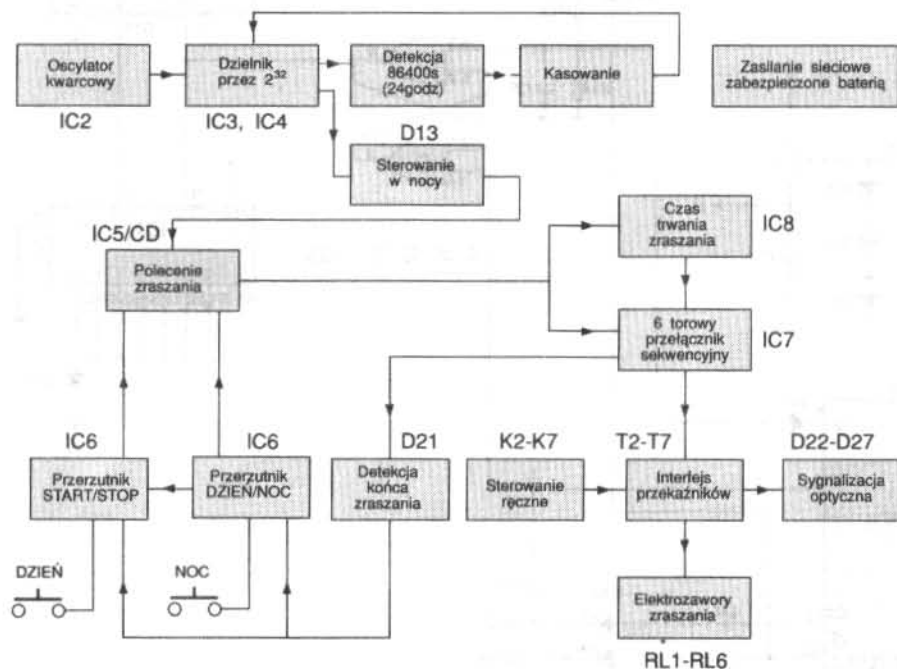 Oscylator
kwarcowy
IC2
Dzielnik
przez 2³²
IC3, IC4
Detekcja
86400s
(24godz)
Kasowanie
Zasilanie sieciowe
zabezpieczone baterią
D13
Sterowanie
w nocy
IC5/CD
Polecenie
zraszania
Czas
trwania
zraszania
IC8
6 torowy
przełącznik
sekwencyjny
IC7
IC6
Przerzutnik
START/STOP
IC6
Przerzutnik
DZIEŃ/NOC
D21
Detekcja
końca
zraszania
K2-K7
Sterowanie
ręczne
T2-T7
Interfejs
przekaźników
D22-D27
Sygnalizacja
optyczna
DZIEŃ
NOC
Elektrozawory
zraszania
RL1-RL6